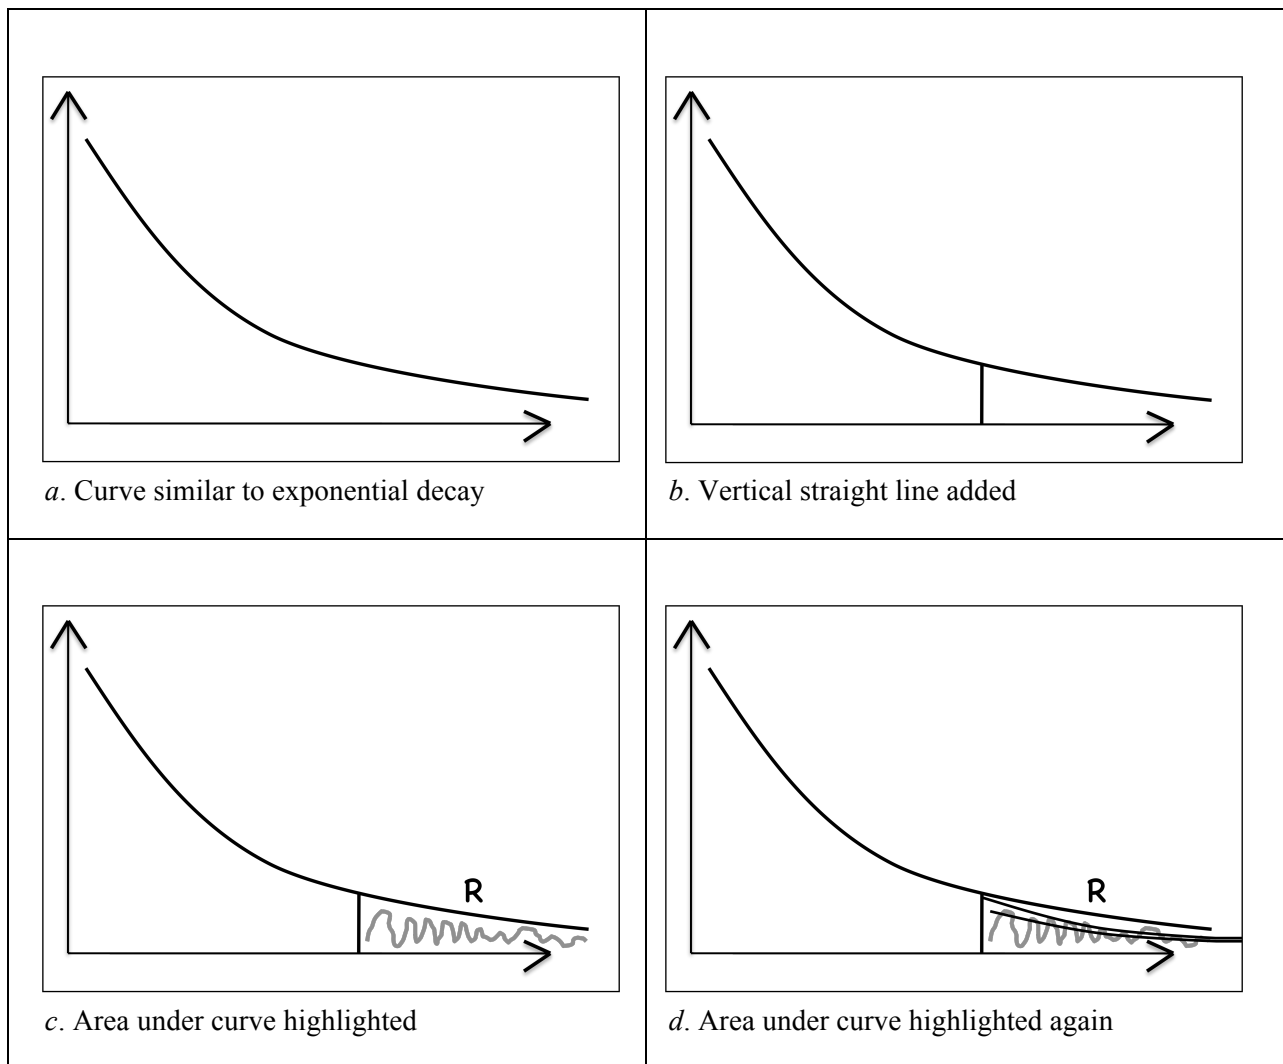 a. Curve similar to exponential decay
b. Vertical straight line added
R
c. Area under curve highlighted
R
d. Area under curve highlighted again